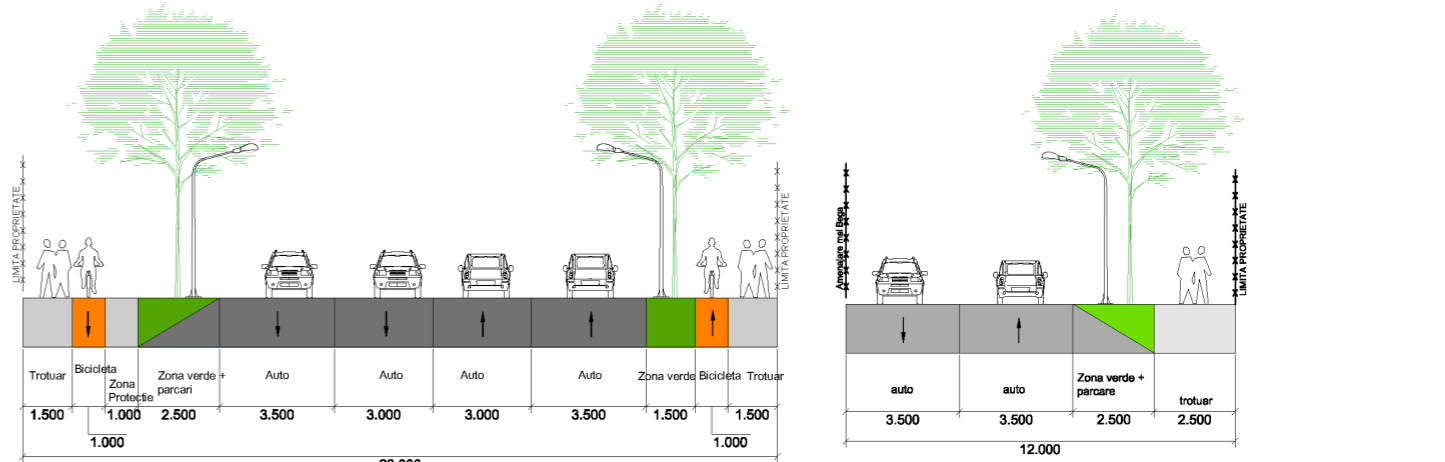 LIMITA PROPRIETATE
Trotuar
Bicicleta
Zona
Protectie
Zona verde +
parcari
Auto
Auto
Auto
Auto
Zona verde
Bicicleta
Trotuar
1.500
1.000
2.500
3.500
3.000
3.000
3.500
1.500
1.500
1.000
1.000
LIMITA PROPRIETATE
Amenajare mal Bega
auto
auto
Zona verde +
parcare
trotuar
3.500
3.500
2.500
2.500
12.000
LIMITA PROPRIETATE